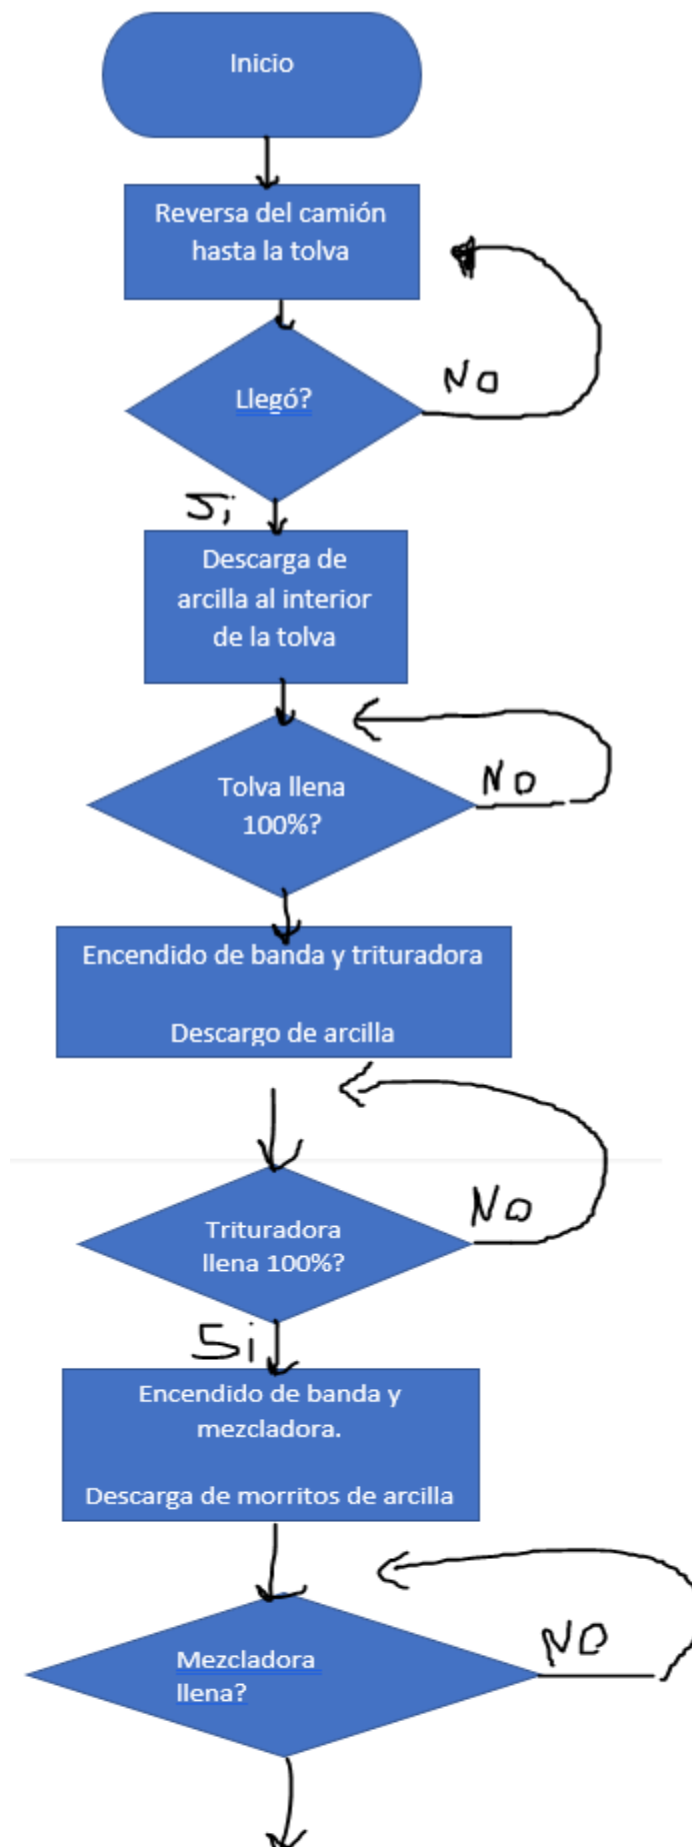 Inicio
Reversa del camión
hasta la tolva
Llegó?
NO
Si
Descarga de
arcilla al interior
de la tolva
Tolva llena
100%?
NO
Encendido de banda y trituradora
Descargo de arcilla
Trituradora
llena 100%?
NO
Si
Encendido de banda y
mezcladora.
Descarga de morritos de arcilla
Mezcladora
llena?
NO